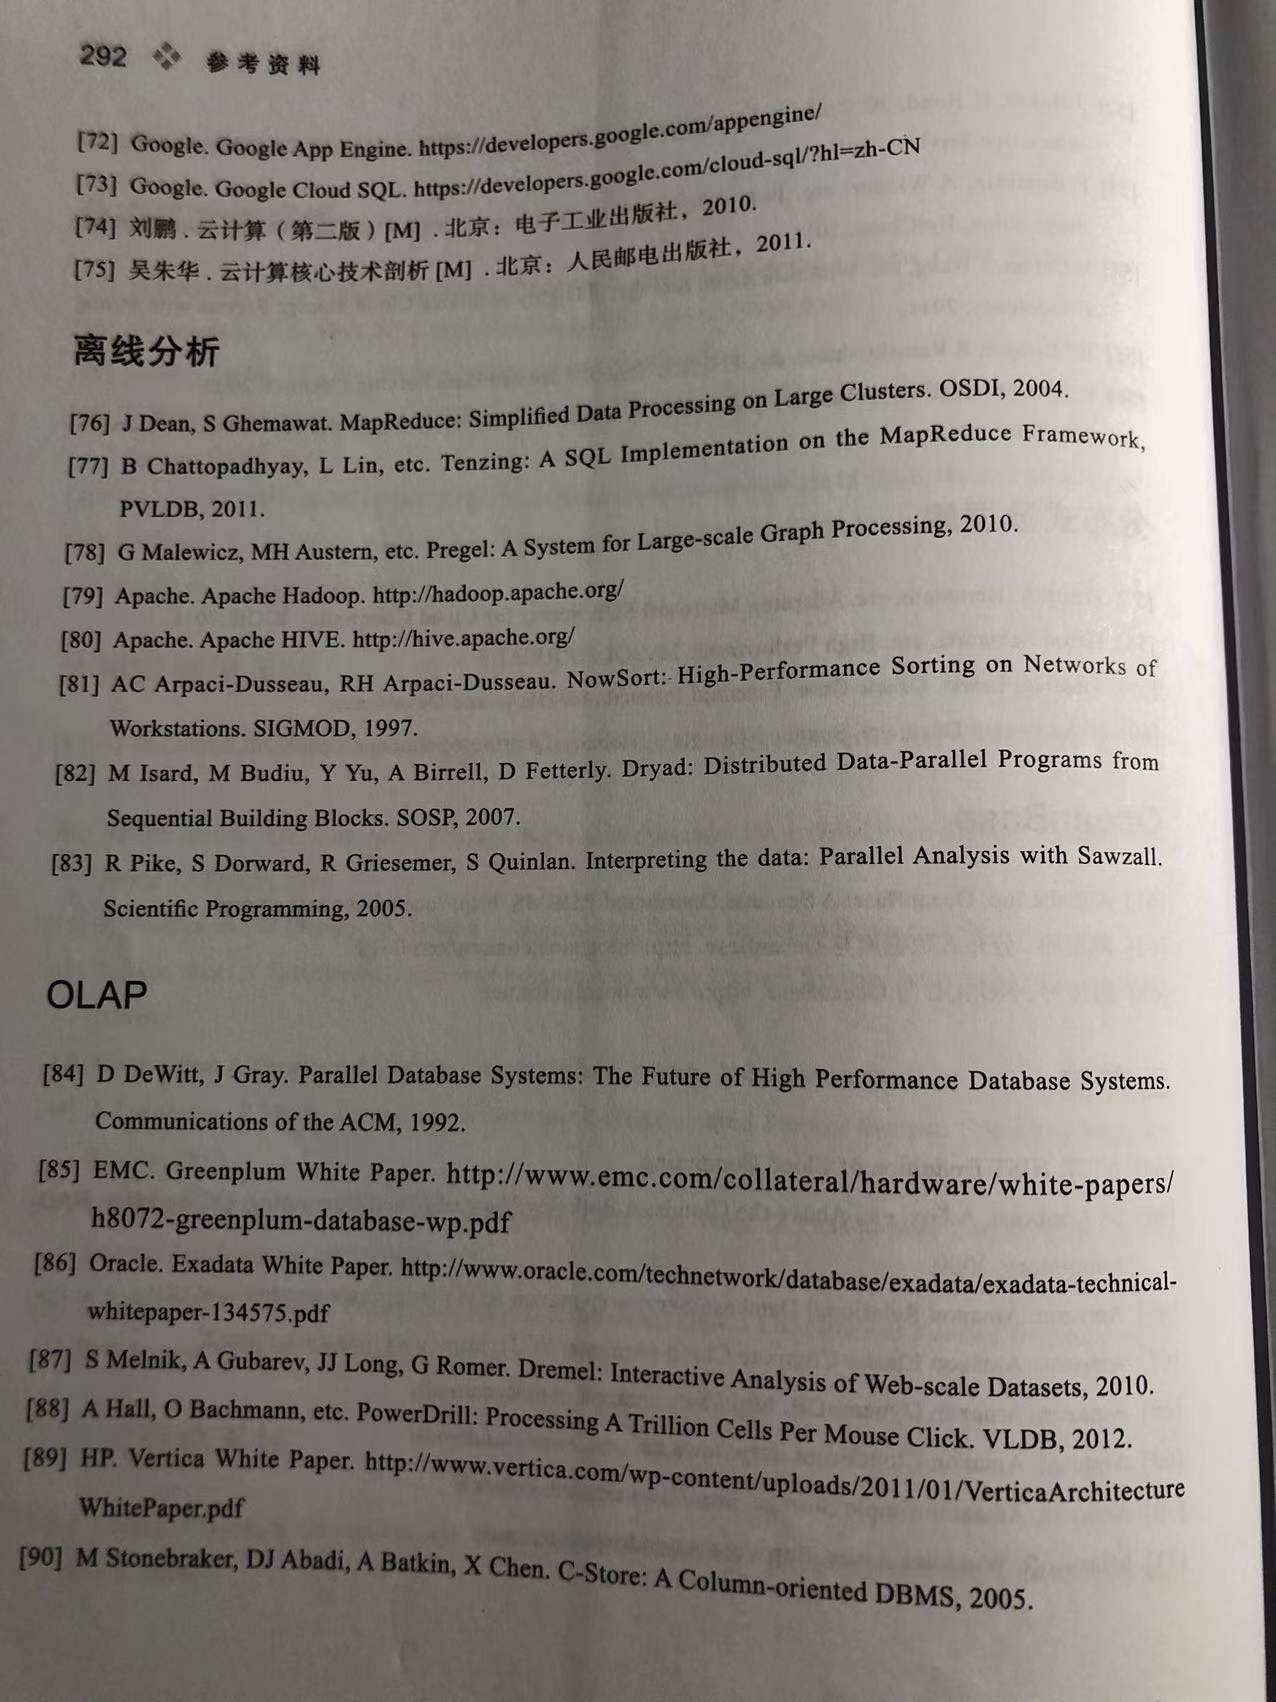 292 参考资料
[72] Google. Google App Engine. https://developers.google.com/appengine/
[73] Google. Google Cloud SQL. https://developers.google.com/cloud-sql/?hl=zh-CN
[74] 刘鹏 . 云计算（第二版）[M] . 北京：电子工业出版社，2010.
[75] 吴朱华 . 云计算核心技术剖析 [M] . 北京：人民邮电出版社，2011.
离线分析
[76] J Dean, S Ghemawat. MapReduce: Simplified Data Processing on Large Clusters. OSDI, 2004.
[77] B Chattopadhyay, L Lin, etc. Tenzing: A SQL Implementation on the MapReduce Framework,
PVLDB, 2011.
[78] G Malewicz, MH Austern, etc. Pregel: A System for Large-scale Graph Processing, 2010.
[79] Apache. Apache Hadoop. http://hadoop.apache.org/
[80] Apache. Apache HIVE. http://hive.apache.org/
[81] AC Arpaci-Dusseau, RH Arpaci-Dusseau. NowSort: High-Performance Sorting on Networks of
Workstations. SIGMOD, 1997.
[82] M Isard, M Budiu, Y Yu, A Birrell, D Fetterly. Dryad: Distributed Data-Parallel Programs from
Sequential Building Blocks. SOSP, 2007.
[83] R Pike, S Dorward, R Griesemer, S Quinlan. Interpreting the data: Parallel Analysis with Sawzall.
Scientific Programming, 2005.
OLAP
[84] D DeWitt, J Gray. Parallel Database Systems: The Future of High Performance Database Systems.
Communications of the ACM, 1992.
[85] EMC. Greenplum White Paper. http://www.emc.com/collateral/hardware/white-papers/
h8072-greenplum-database-wp.pdf
[86] Oracle. Exadata White Paper. http://www.oracle.com/technetwork/database/exadata/exadata-technical-
whitepaper-134575.pdf
[87] S Melnik, A Gubarev, JJ Long, G Romer. Dremel: Interactive Analysis of Web-scale Datasets, 2010.
[88] A Hall, O Bachmann, etc. PowerDrill: Processing A Trillion Cells Per Mouse Click. VLDB, 2012.
[89] HP. Vertica White Paper. http://www.vertica.com/wp-content/uploads/2011/01/VerticaArchitecture
WhitePaper.pdf
[90] M Stonebraker, DJ Abadi, A Batkin, X Chen. C-Store: A Column-oriented DBMS, 2005.